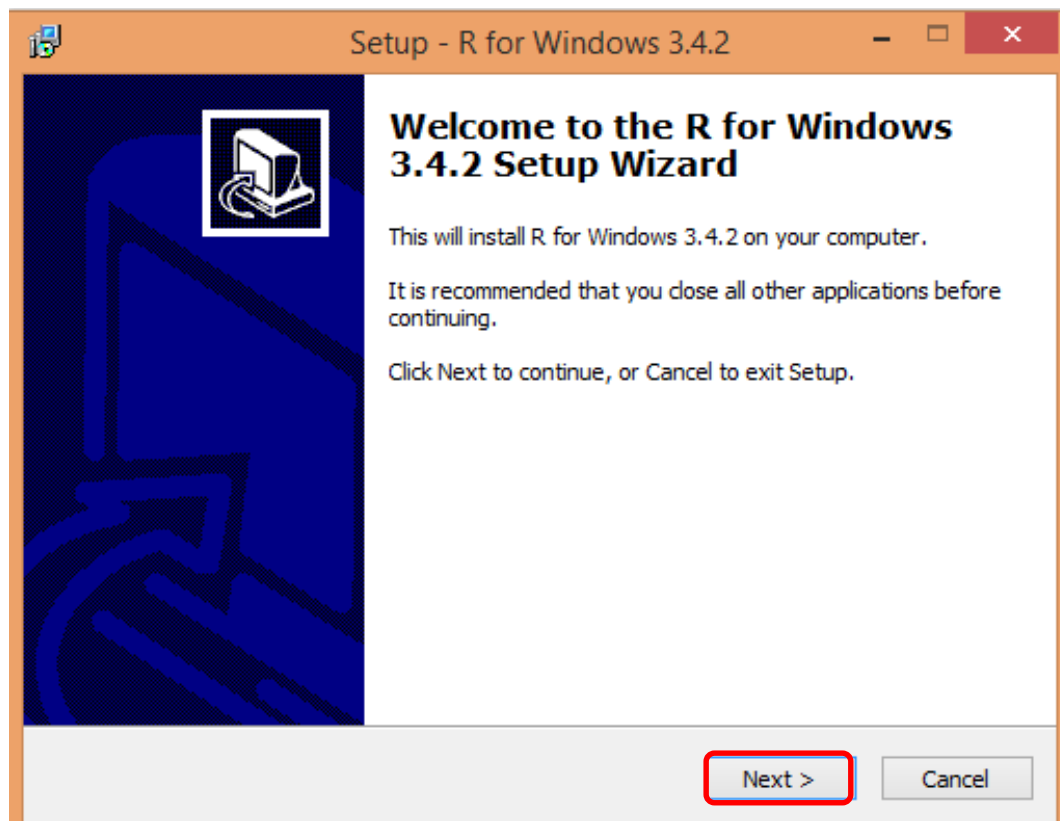 Setup - R for Windows 3.4.2
Welcome to the R for Windows
3.4.2 Setup Wizard
This will install R for Windows 3.4.2 on your computer.
It is recommended that you close all other applications before
continuing.
Click Next to continue, or Cancel to exit Setup.
Next >
Cancel